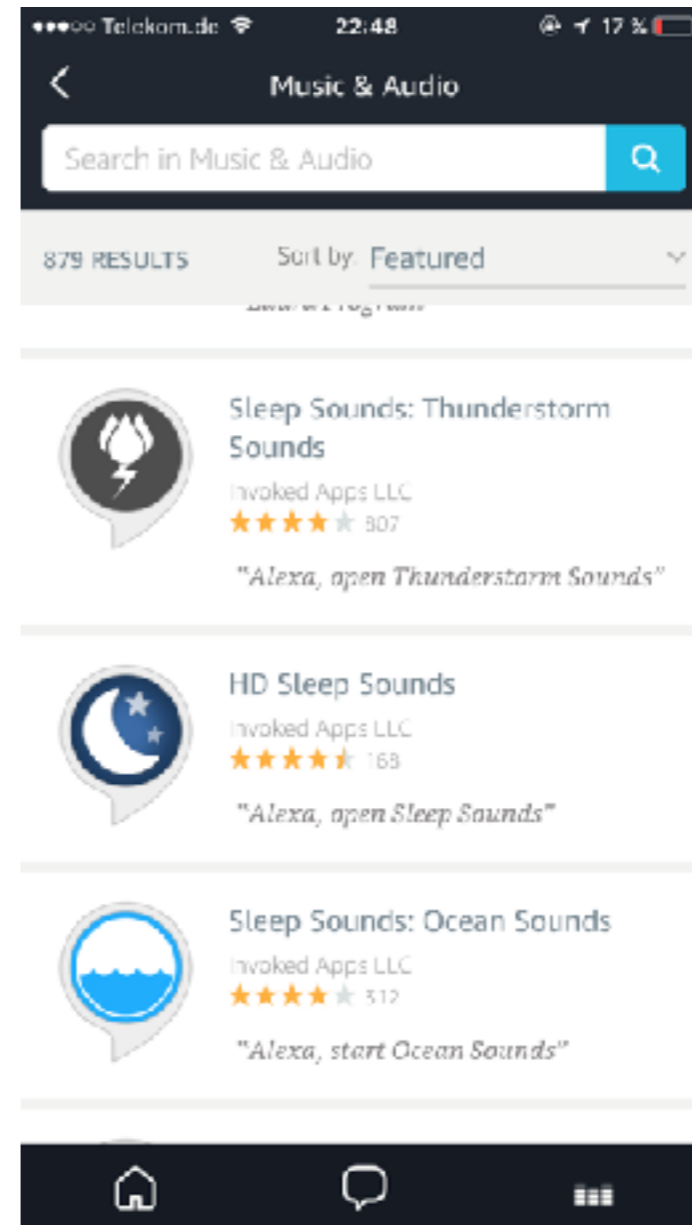 Telekom.de 22:48 17 %
Music & Audio
Search in Music & Audio
879 RESULTS Sort by: Featured
Sleep Sounds: Thunderstorm
Sounds
Invoked Apps LLC
807
"Alexa, open Thunderstorm Sounds"
HD Sleep Sounds
Invoked Apps LLC
168
"Alexa, open Sleep Sounds"
Sleep Sounds: Ocean Sounds
Invoked Apps LLC
312
"Alexa, start Ocean Sounds"